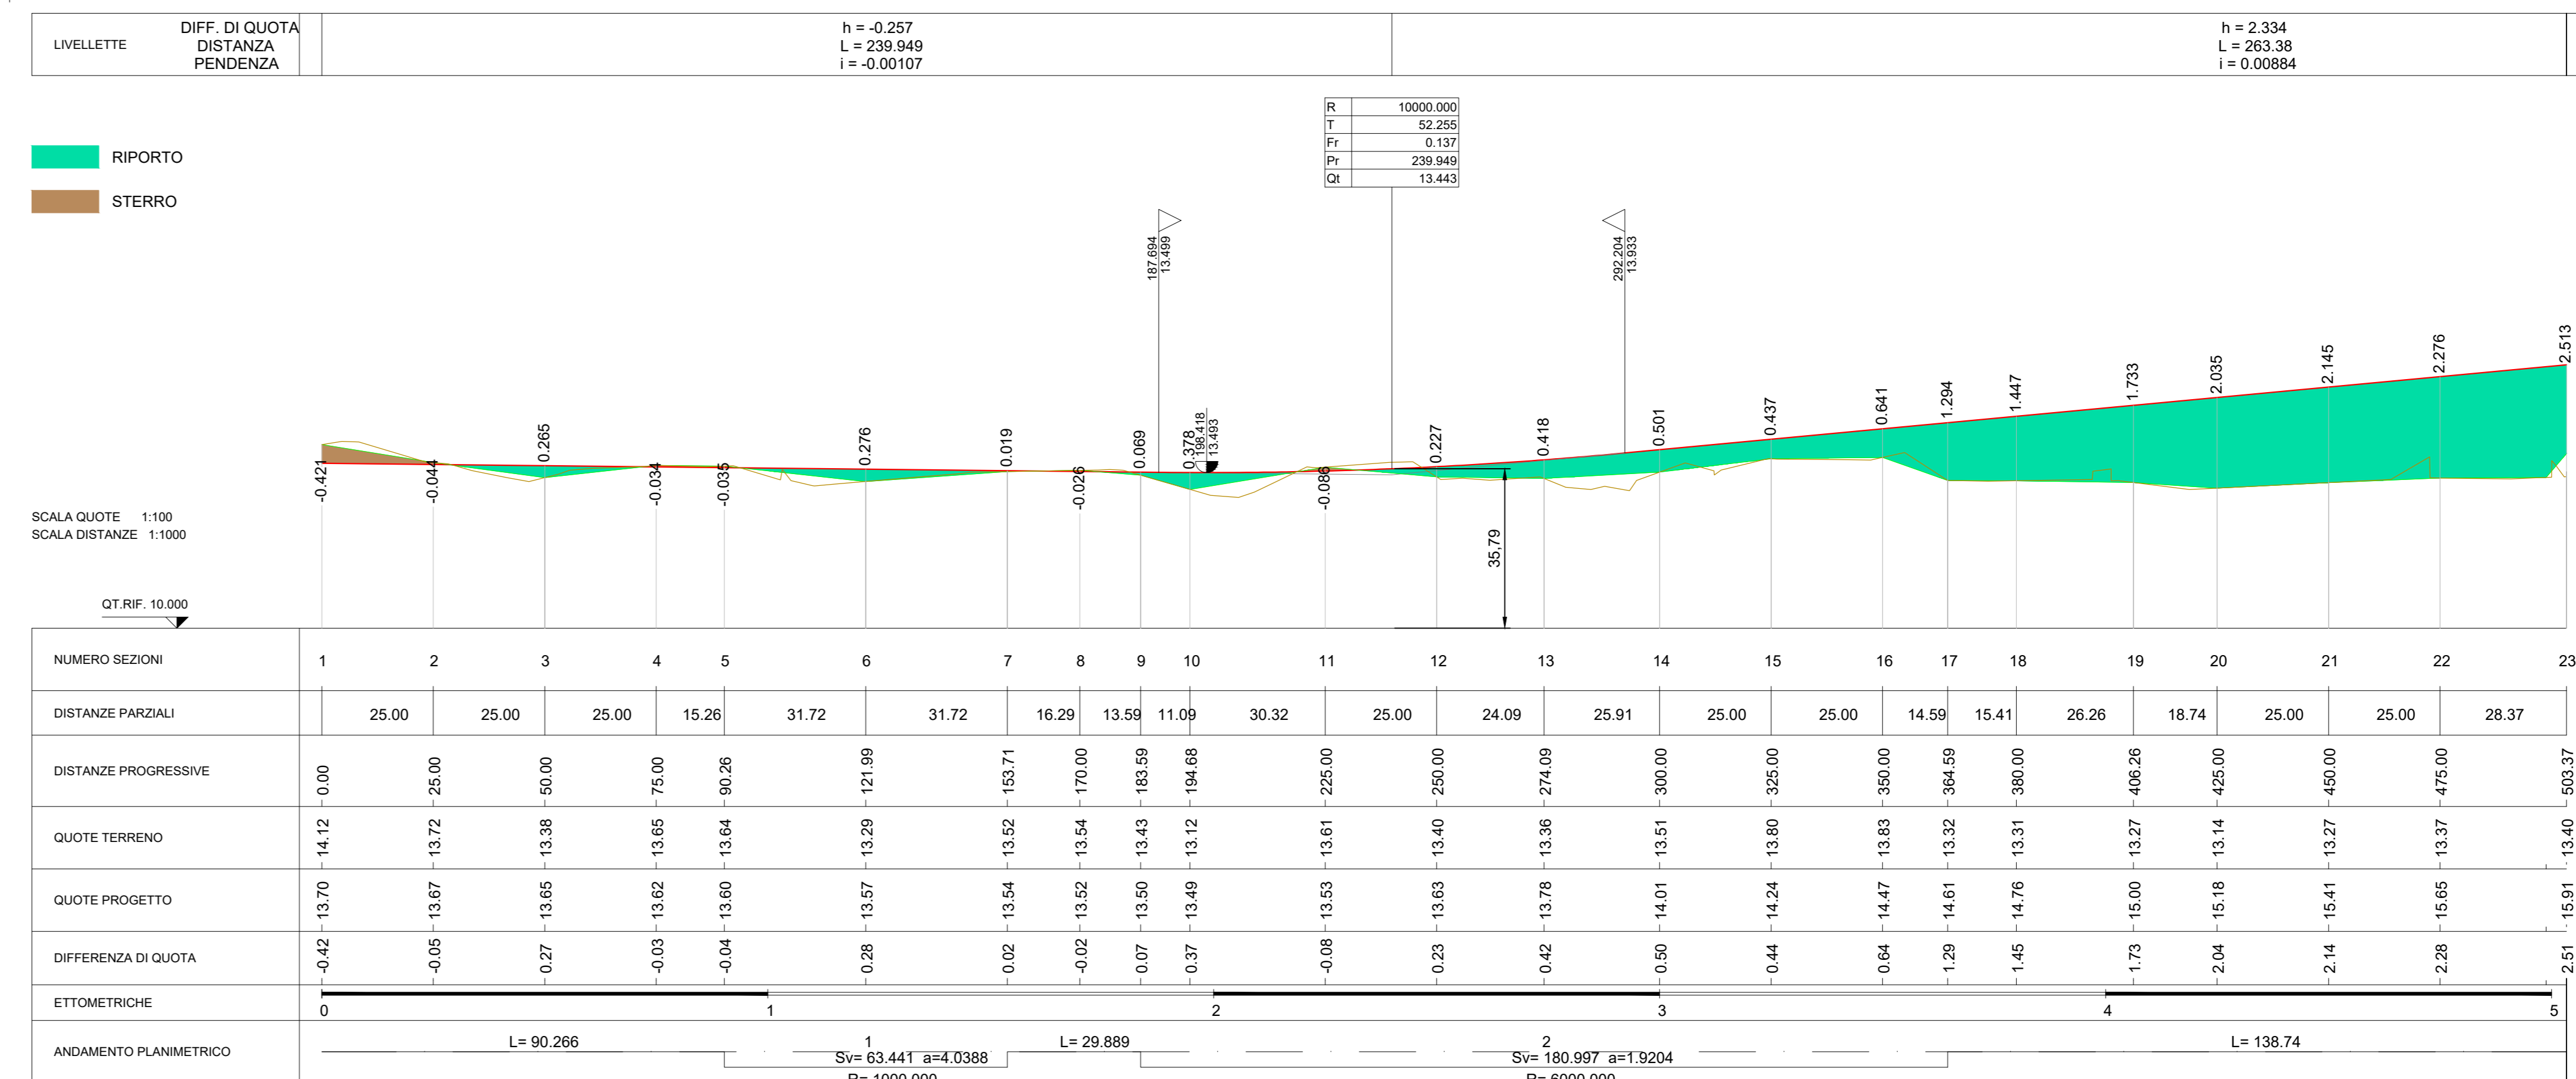 LIVELLETTE
DIFF. DI QUOTA
DISTANZA
PENDENZA
h = -0.257
L = 239.949
i = -0.00107
h = 2.334
L = 263.38
i = 0.00884
R 10000.000
T 52.255
Fr 0.137
Pr 239.949
Qt 13.443
RIPORTO
STERRO
187.694
13.499
292.204
13.933
198.418
13.493
-0.421 -0.044 0.265 -0.034 -0.035 0.276 0.019 -0.026 0.069 0.378 -0.086 0.227 0.418 0.501 0.437 0.641 1.294 1.447 1.733 2.035 2.145 2.276 2.513
35,79
SCALA QUOTE 1:100
SCALA DISTANZE 1:1000
QT.RIF. 10.000
NUMERO SEZIONI 1 2 3 4 5 6 7 8 9 10 11 12 13 14 15 16 17 18 19 20 21 22 23
DISTANZE PARZIALI 25.00 25.00 25.00 15.26 31.72 31.72 16.29 13.59 11.09 30.32 25.00 24.09 25.91 25.00 25.00 14.59 15.41 26.26 18.74 25.00 25.00 28.37
DISTANZE PROGRESSIVE 0.00 25.00 50.00 75.00 90.26 121.99 153.71 170.00 183.59 194.68 225.00 250.00 274.09 300.00 325.00 350.00 364.59 380.00 406.26 425.00 450.00 475.00 503.37
QUOTE TERRENO 14.12 13.72 13.38 13.65 13.64 13.29 13.52 13.54 13.43 13.12 13.61 13.40 13.36 13.51 13.80 13.83 13.32 13.31 13.27 13.14 13.27 13.37 13.40
QUOTE PROGETTO 13.70 13.67 13.65 13.62 13.60 13.57 13.54 13.52 13.50 13.49 13.53 13.63 13.78 14.01 14.24 14.47 14.61 14.76 15.00 15.18 15.41 15.65 15.91
DIFFERENZA DI QUOTA -0.42 -0.05 0.27 -0.03 -0.04 0.28 0.02 -0.02 0.07 0.37 -0.08 0.23 0.42 0.50 0.44 0.64 1.29 1.45 1.73 2.04 2.14 2.28 2.51
ETTOMETRICHE 0 1 2 3 4 5
ANDAMENTO PLANIMETRICO
L= 90.266 1 L= 29.889 2 L= 138.74
Sv= 63.441 a=4.0388 Sv= 180.997 a=1.9204
R= 1000.000 R= 6000.000